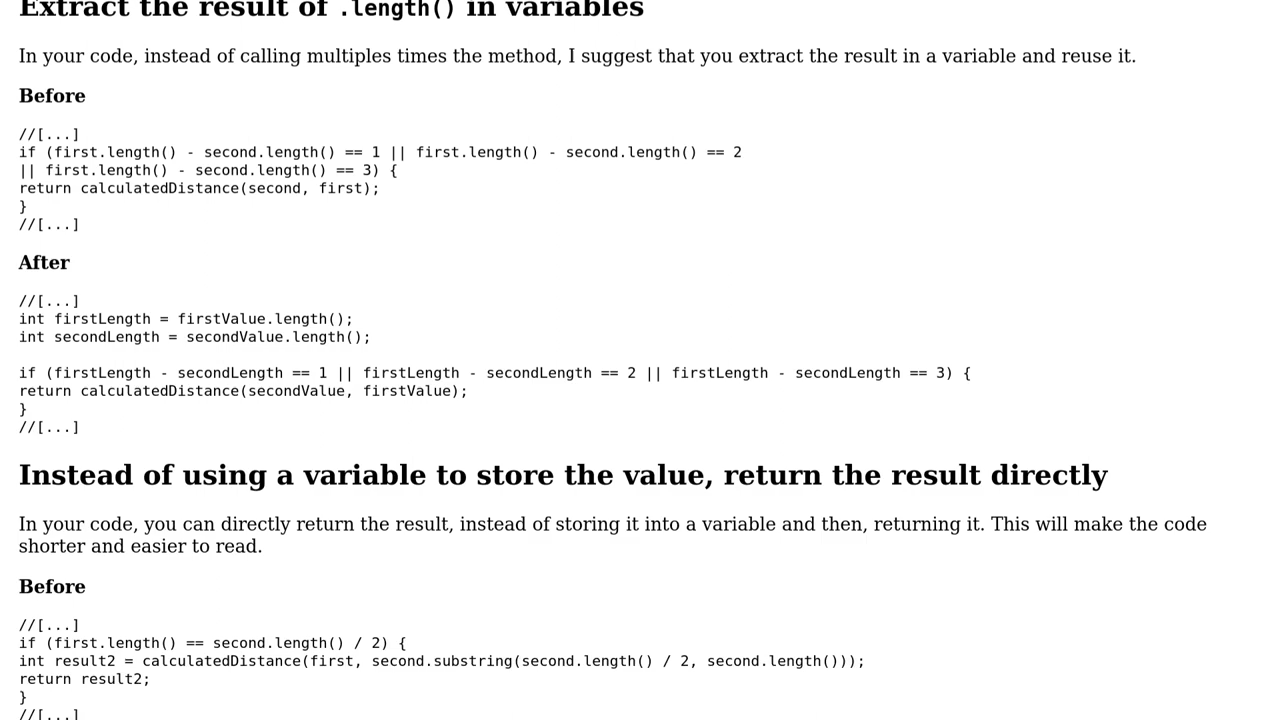 Extract the result of .length() in variables
In your code, instead of calling multiples times the method, I suggest that you extract the result in a variable and reuse it.
Before
//[...]
if (first.length() - second.length() == 1 || first.length() - second.length() == 2
|| first.length() - second.length() == 3) {
return calculatedDistance(second, first);
}
//[...]
After
//[...]
int firstLength = firstValue.length();
int secondLength = secondValue.length();
if (firstLength - secondLength == 1 || firstLength - secondLength == 2 || firstLength - secondLength == 3) {
return calculatedDistance(secondValue, firstValue);
}
//[...]
Instead of using a variable to store the value, return the result directly
In your code, you can directly return the result, instead of storing it into a variable and then, returning it. This will make the code
shorter and easier to read.
Before
//[...]
if (first.length() == second.length() / 2) {
int result2 = calculatedDistance(first, second.substring(second.length() / 2, second.length()));
return result2;
}
//[...]